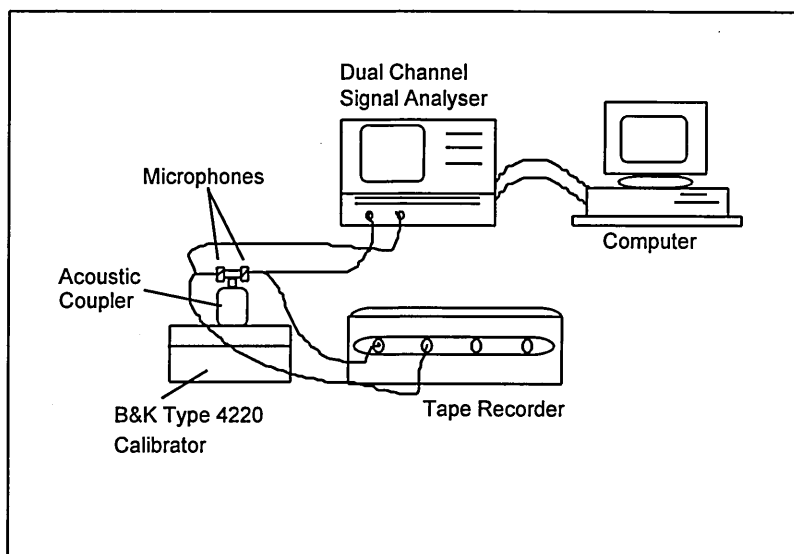 Dual Channel
Signal Analyser
Microphones
Computer
Acoustic
Coupler
Tape Recorder
B&K Type 4220
Calibrator